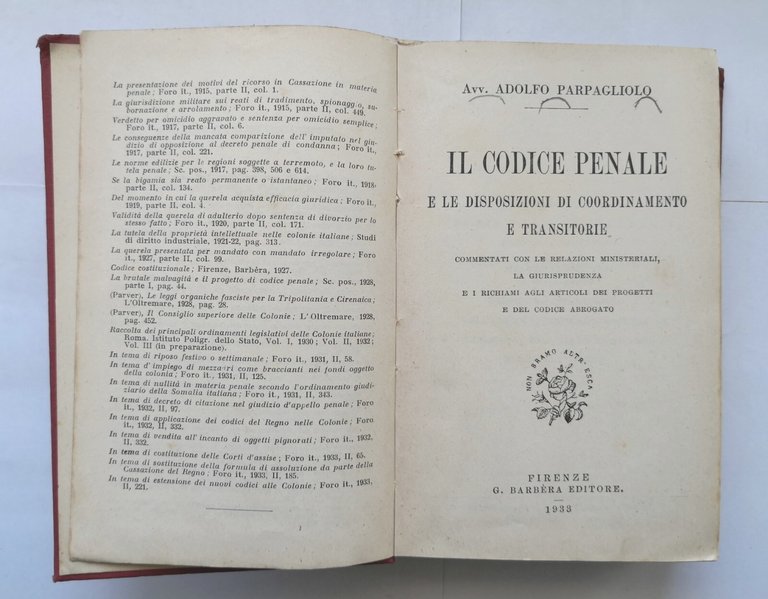 La presentazione dei motivi del ricorso in Cassazione in materia
penale; Foro it., 1915, parte II, col. 1.
La giurisdizione militare sui reati di tradimento, spionaggio, su-
bornazione e arrolamento; Foro it., 1915, parte II, col. 449.
Verdetto per omicidio aggravato e sentenza per omicidio semplice;
Foro it., 1917, parte II, col. 6.
Le conseguenze della mancata comparizione dell'imputato nel giu-
dizio di opposizione al decreto penale di condanna; Foro it.,
1917, parte II, col. 221.
Le norme edilizie per le regioni soggette a terremoto, e la loro tu-
tela penale; Sc. pos., 1917, pag. 398, 506 e 614.
Se la bigamia sia reato permanente o istantaneo; Foro it., 1918,
parte II, col. 134.
Del momento in cui la querela acquista efficacia giuridica; Foro it.,
1919, parte II, col. 4.
Validità della querela di adulterio dopo sentenza di divorzio per lo
stesso fatto; Foro it., 1920, parte II, col. 171.
La tutela della proprietà intellettuale nelle colonie italiane; Studi
di diritto industriale, 1921-22, pag. 313.
La querela presentata per mandato con mandato irregolare; Foro it.,
1927, parte II, col. 99.
Codice costituzionale; Firenze, Barbèra, 1927.
La brutale malvagità e il progetto di codice penale; Sc. pos., 1928,
parte I, pag. 44.
(Parver), Le leggi organiche fasciste per la Tripolitania e Cirenaica;
L'Oltremare, 1928, pag. 28.
(Parver), Il Consiglio superiore delle Colonie; L'Oltremare, 1928,
pag. 452.
Raccolta dei principali ordinamenti legislativi delle Colonie italiane;
Roma. Istituto Poligr. dello Stato, Vol. I, 1930; Vol. II, 1932;
Vol. III (in preparazione).
In tema di riposo festivo o settimanale; Foro it., 1931, II, 58.
In tema d'impiego di mezzadri come braccianti nei fondi oggetto
della colonia; Foro it., 1931, II, 125.
In tema di nullità in materia penale secondo l'ordinamento giudi-
ziario della Somalia italiana; Foro it., 1931, II, 343.
In tema di decreto di citazione nel giudizio d'appello penale; Foro
it., 1932, II, 97.
In tema di applicazione dei codici del Regno nelle Colonie; Foro
it., 1932, II, 332.
In tema di vendita all'incanto di oggetti pignorati; Foro it., 1932,
II, 332.
In tema di costituzione delle Corti d'assise; Foro it., 1933, II, 65.
In tema di sostituzione della formula di assoluzione da parte della
Cassazione del Regno; Foro it., 1933, II, 185.
In tema di estensione dei nuovi codici alle Colonie; Foro it., 1933,
II, 221.
Avv. ADOLFO PARPAGLIOLO
IL CODICE PENALE
E LE DISPOSIZIONI DI COORDINAMENTO
E TRANSITORIE
COMMENTATI CON LE RELAZIONI MINISTERIALI,
LA GIURISPRUDENZA
E I RICHIAMI AGLI ARTICOLI DEI PROGETTI
E DEL CODICE ABROGATO
NON BRAMO ALTR'ESCA
FIRENZE
G. BARBÈRA EDITORE.
1933